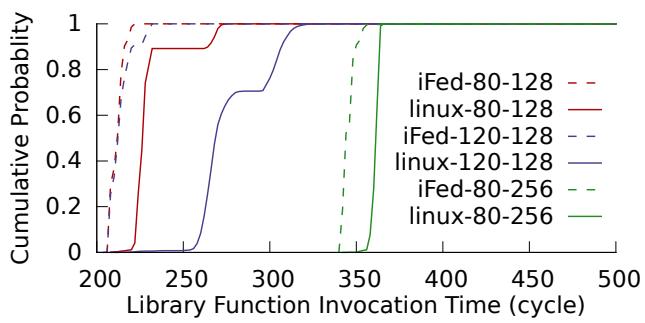 Cumulative Probablity
1
0.8
0.6
0.4
0.2
0
iFed-80-128
linux-80-128
iFed-120-128
linux-120-128
iFed-80-256
linux-80-256
200 250 300 350 400 450 500
Library Function Invocation Time (cycle)